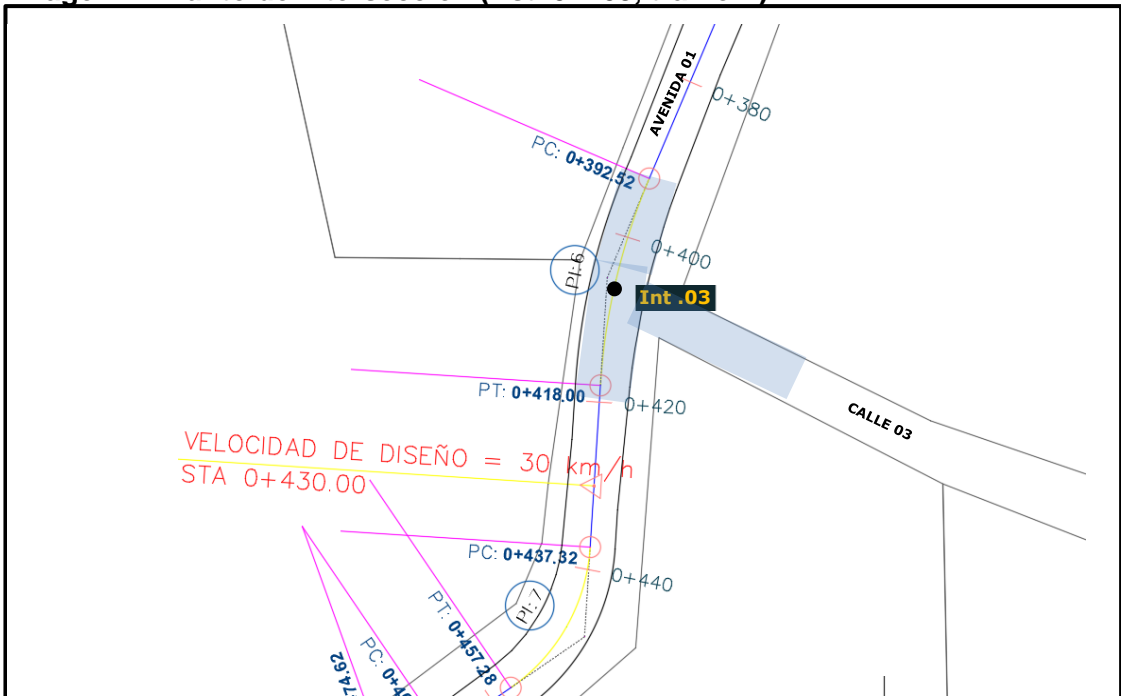 AVENIDA 01
0+380
PC: 0+392.52
0+400
PI: 6
Int .03
PT: 0+418.00
0+420
CALLE 03
VELOCIDAD DE DISEÑO = 30 km/h
STA 0+430.00
PC: 0+437.32
0+440
PI: 7
PT: 0+457.28